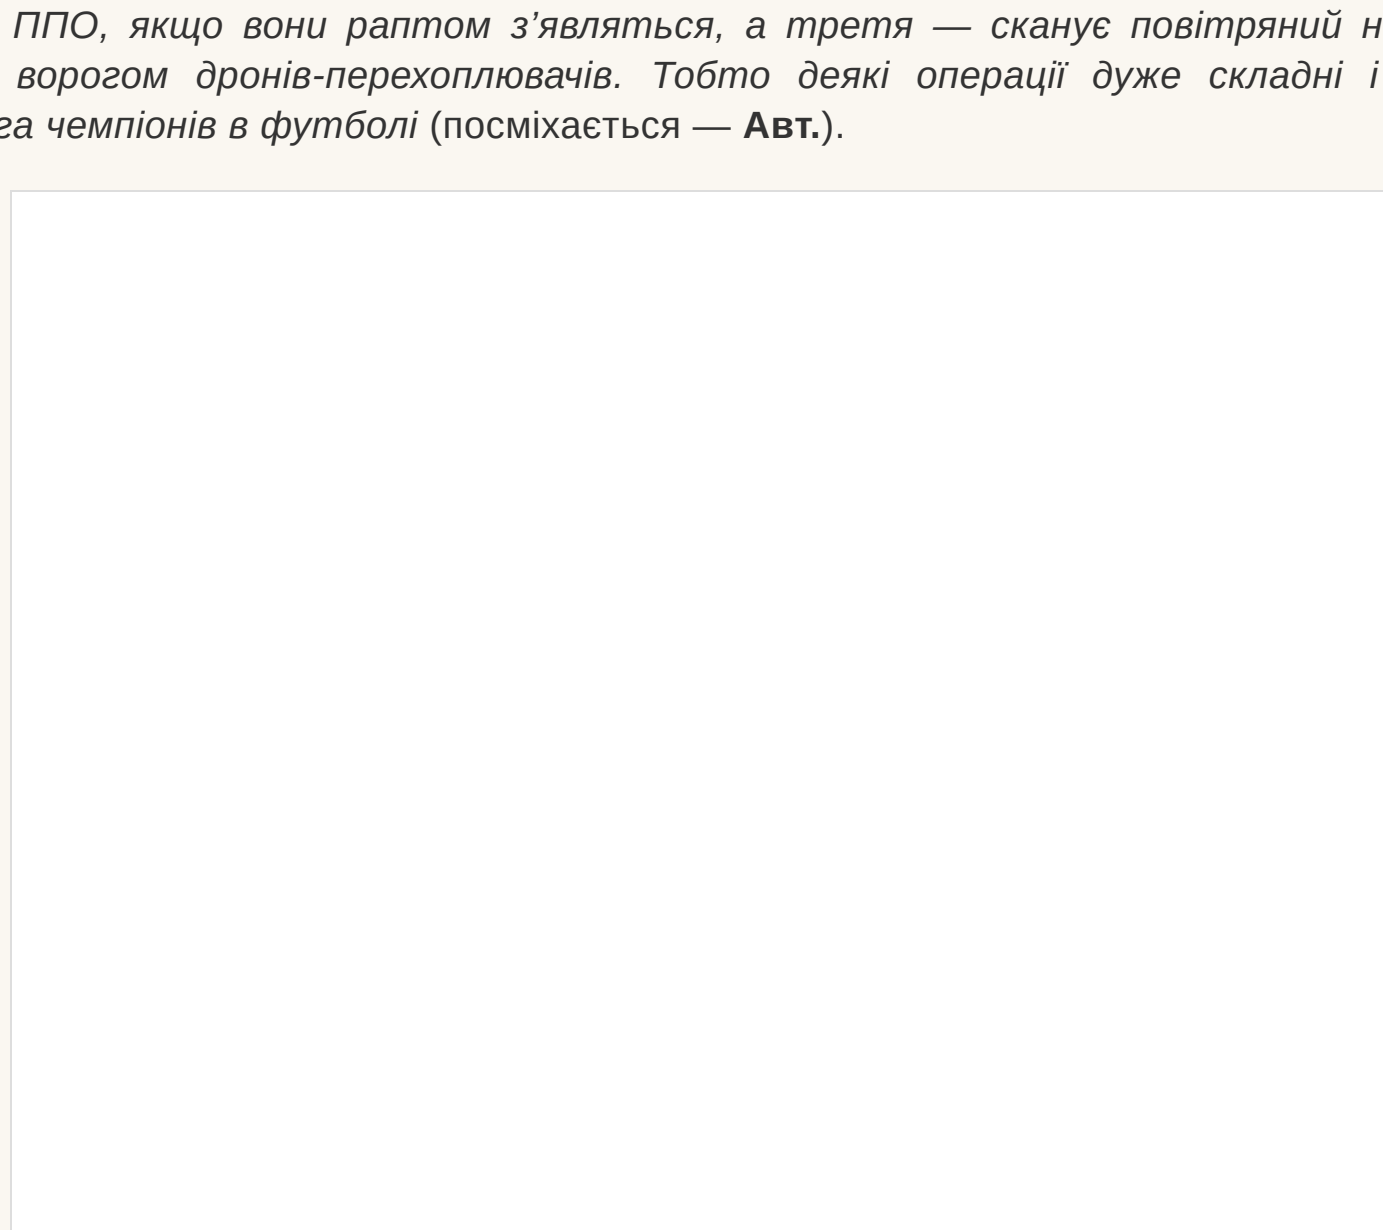 ППО, якщо вони раптом з’являться, а третя — сканує повітряний
ворогом дронів-перехоплювачів. Тобто деякі операції дуже складні і
чемпіонів в футболі (посміхається — Авт.).